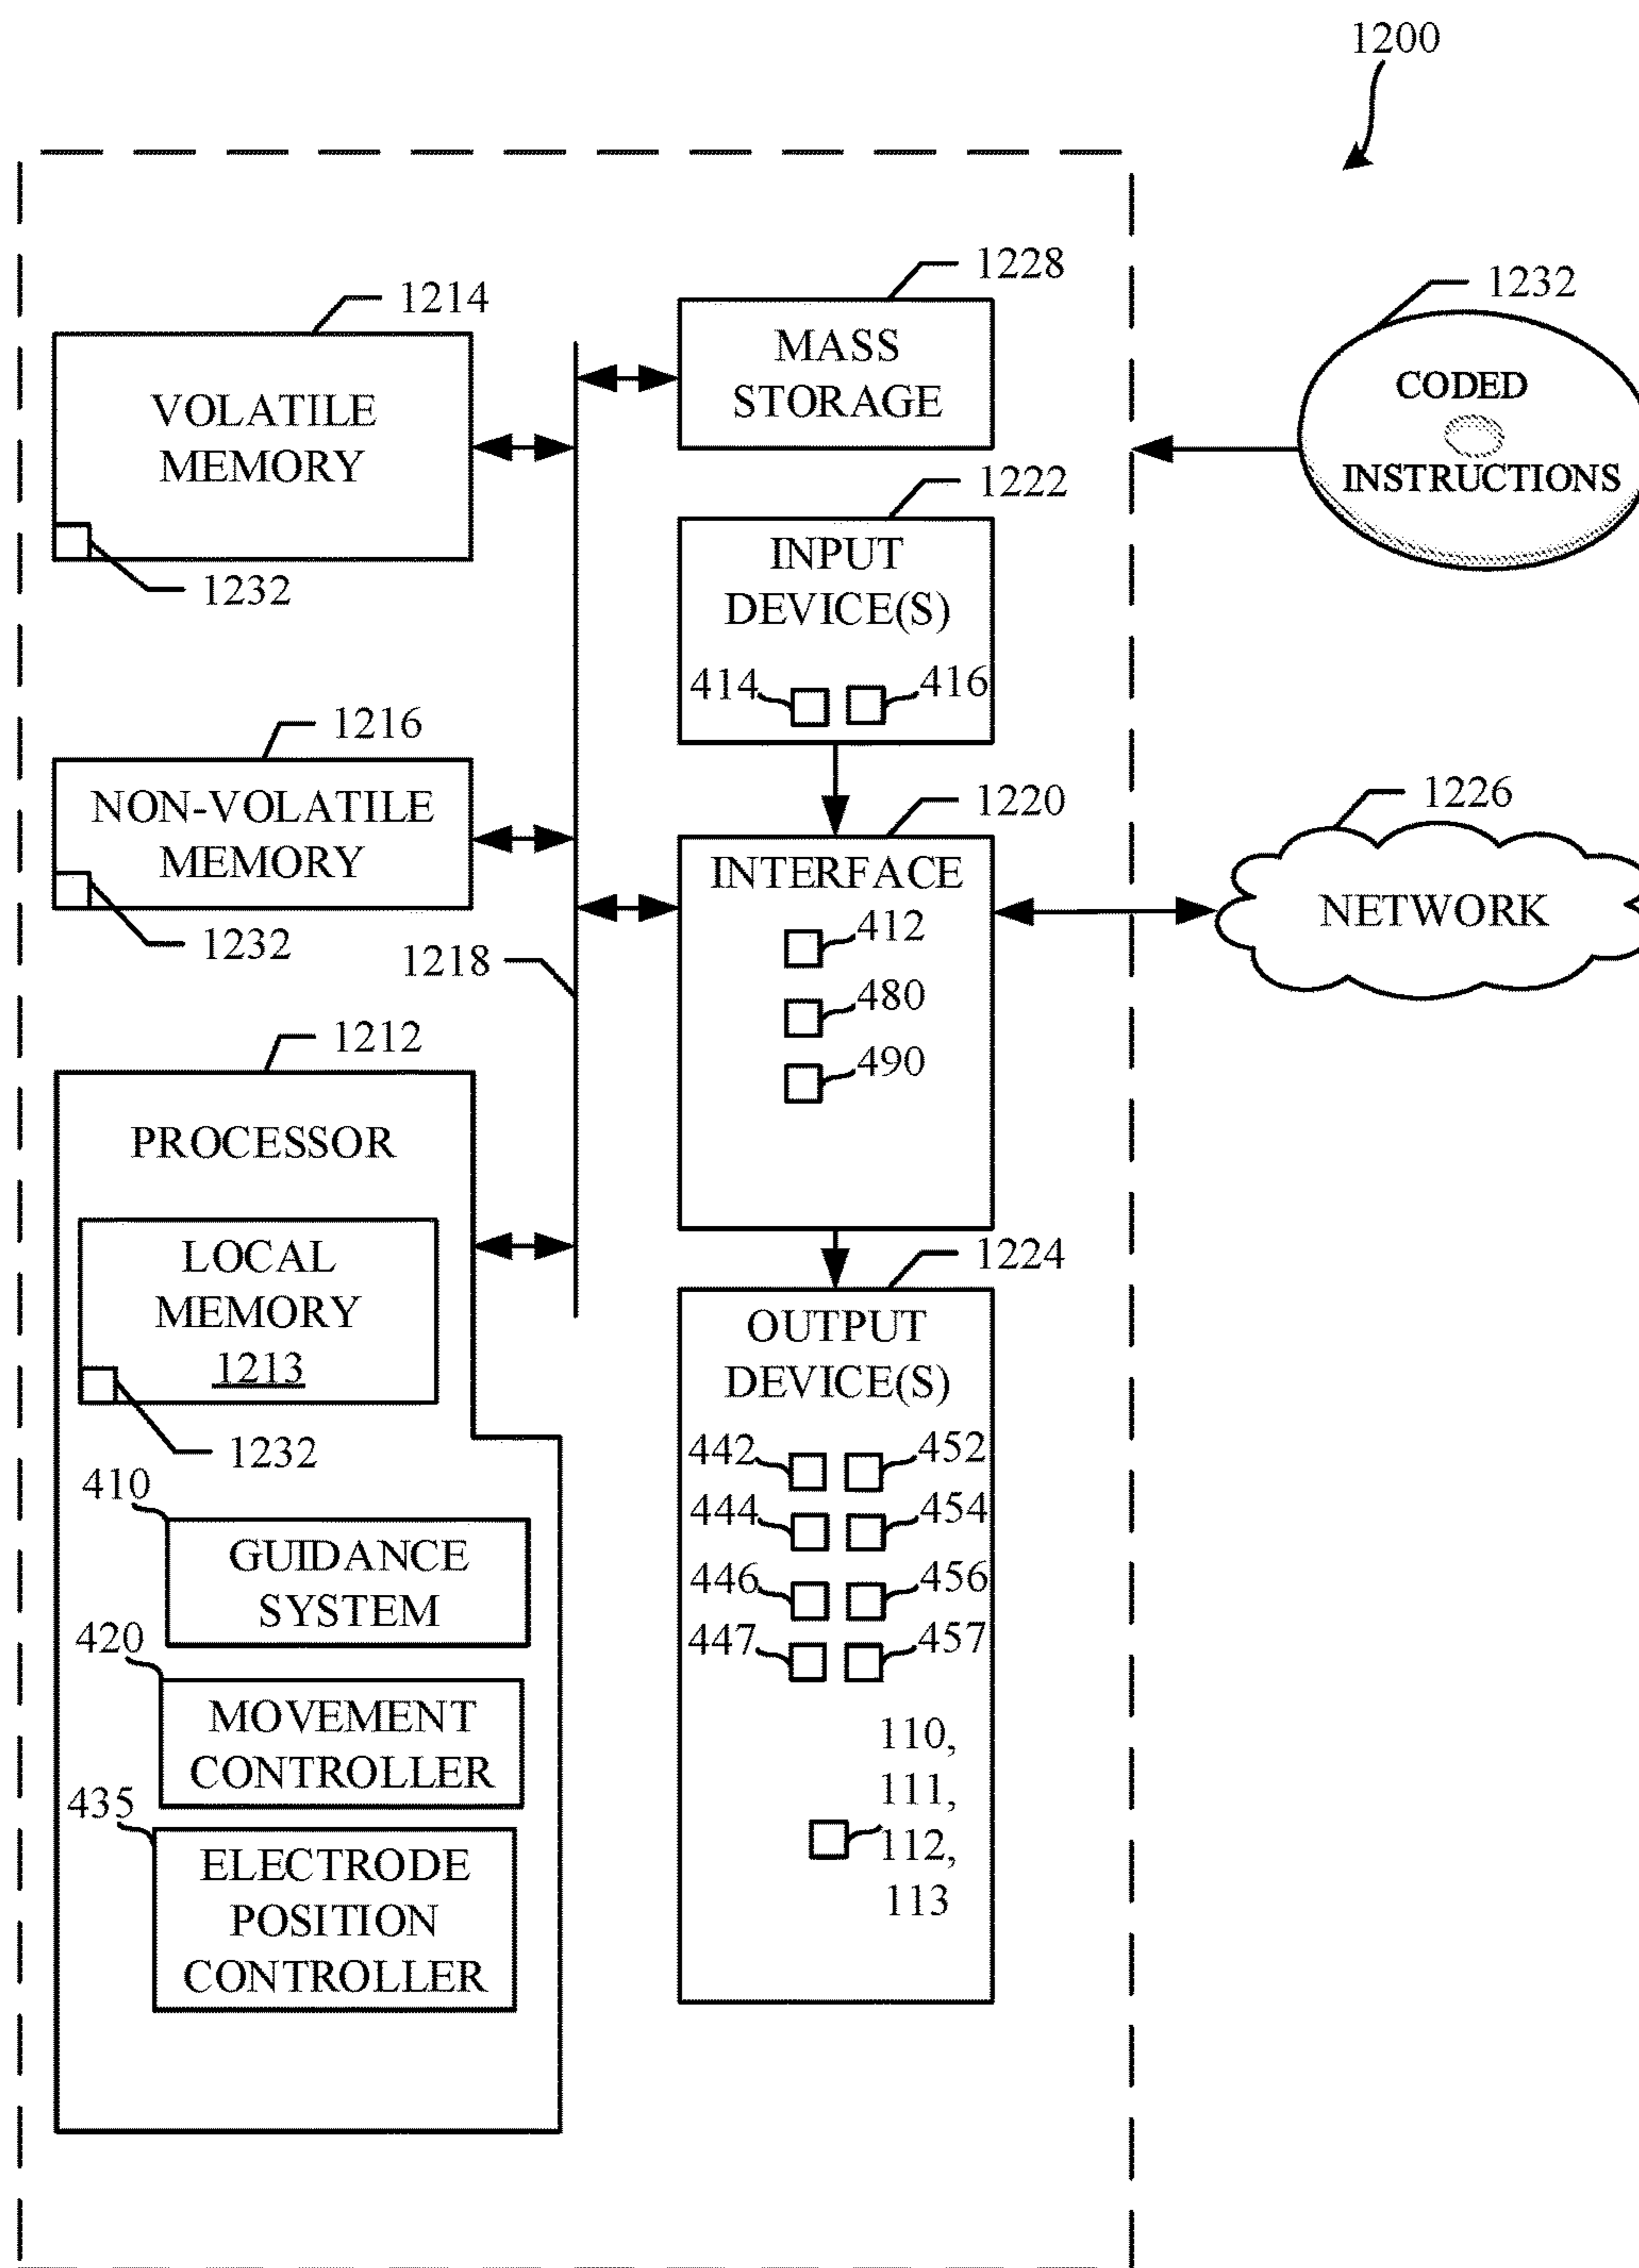 1200
1228
1214
1232
MASS
STORAGE
VOLATILE
MEMORY
CODED
INSTRUCTIONS
1222
INPUT
DEVICE(S)
1232
414
416
1216
1226
1220
NON-VOLATILE
MEMORY
INTERFACE
NETWORK
412
1232
1218
480
490
1212
PROCESSOR
1224
LOCAL
MEMORY
1213
OUTPUT
DEVICE(S)
1232
442
452
410
444
454
GUIDANCE
SYSTEM
446
456
420
447
457
MOVEMENT
CONTROLLER
110,
111,
112,
113
435
ELECTRODE
POSITION
CONTROLLER